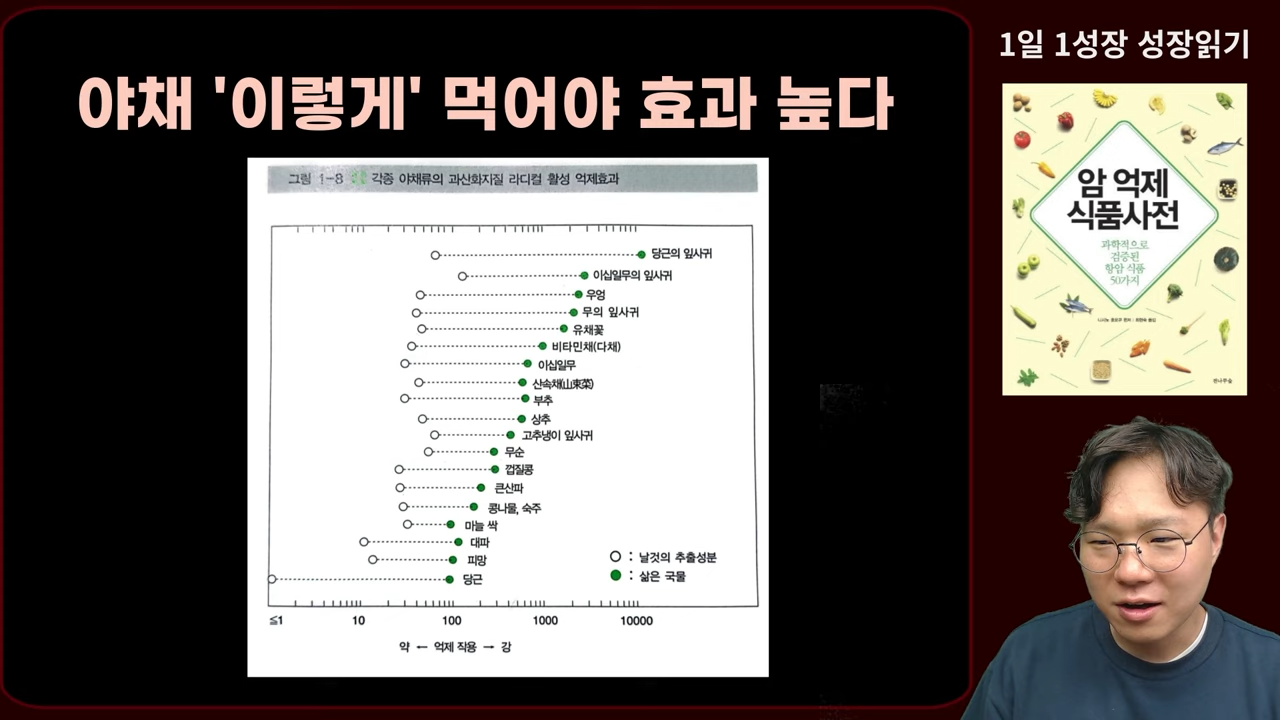 야채 '이렇게' 먹어야 효과 높다
그림 1-8 각종 야채류의 과산화지질 라디컬 활성 억제효과
당근의 잎사귀
이십일무의 잎사귀
우엉
무의 잎사귀
유채꽃
비타민채(다채)
이십일무
산속채(山東菜)
부추
상추
고추냉이 잎사귀
무순
껍질콩
큰산파
콩나물, 숙주
마늘 싹
대파
피망
당근
○ : 날것의 추출성분
● : 삶은 국물
≦1 10 100 1000 10000
약 ← 억제 작용 → 강
1일 1성장 성장읽기
암 억제
식품사전
과학적으로
검증된
항암 식품
50가지
전나무숲